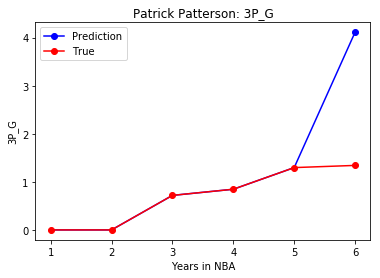 Patrick Patterson: 3P_G
Prediction
True
4
3
2
1
0
3P_G
1 2 3 4 5 6
Years in NBA